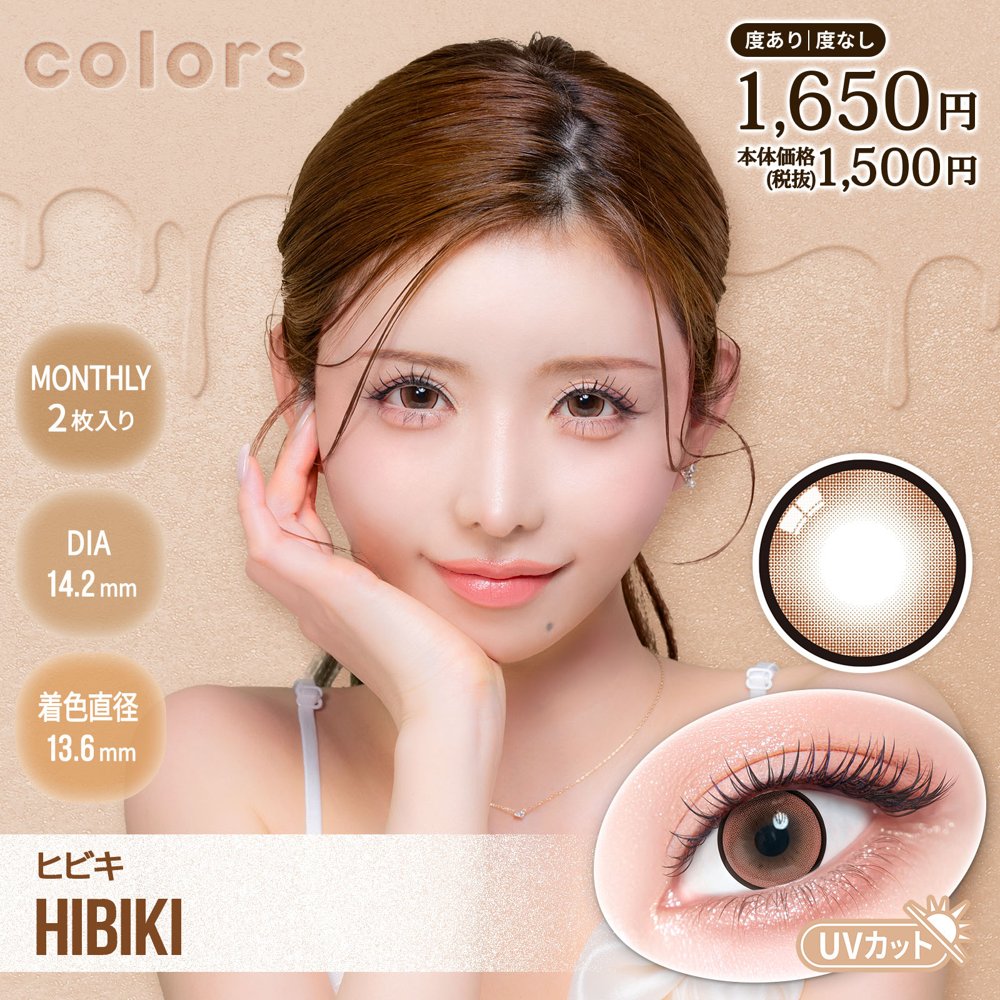 colors
度あり|度なし
1,650円
本体価格
(税抜)1,500円
MONTHLY
2枚入り
DIA
14.2mm
着色直径
13.6mm
ヒビキ
HIBIKI
UVカット